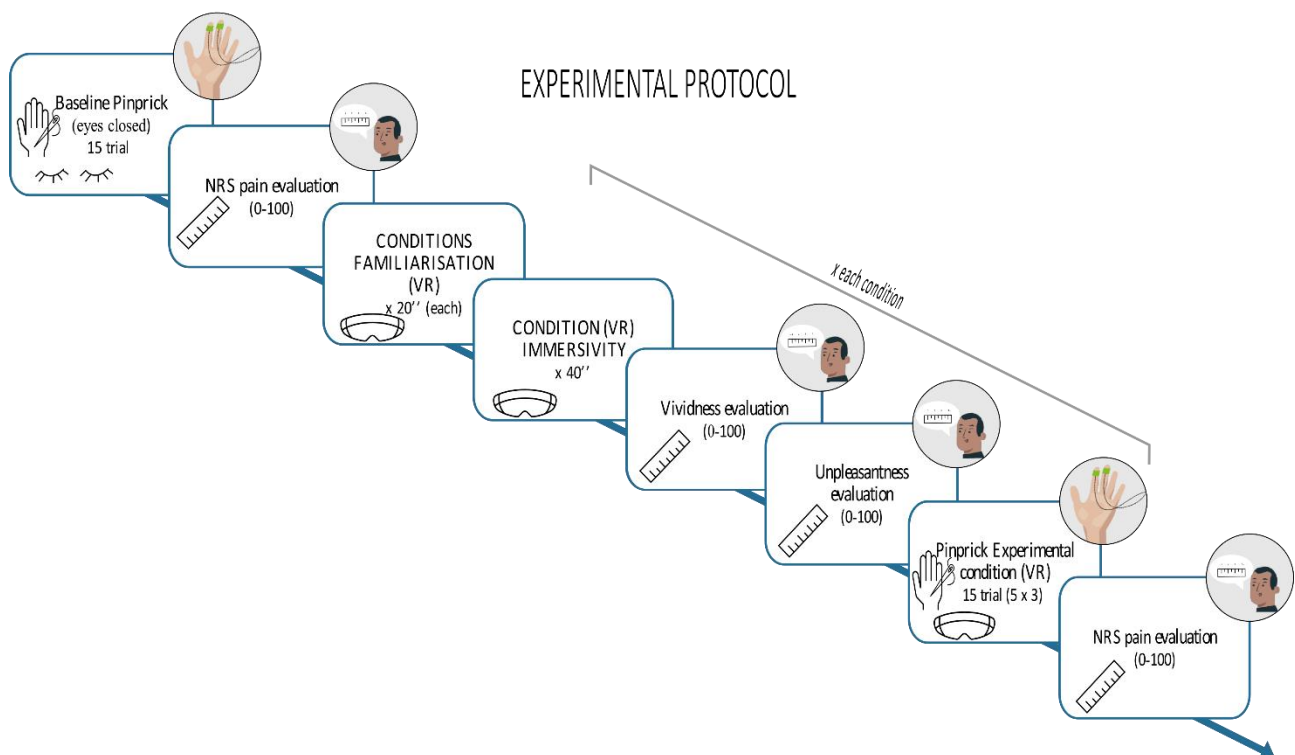 EXPERIMENTAL PROTOCOL
Baseline Pinprick
(eyes closed)
15 trial
NRS pain evaluation
(0-100)
CONDITIONS
FAMILIARISATION
(VR)
x 20’’ (each)
CONDITION (VR)
IMMERSIVITY
x 40’’
x each condition
Vividness evaluation
(0-100)
Unpleasantness
evaluation
(0-100)
Pinprick Experimental
condition (VR)
15 trial (5 x 3)
NRS pain evaluation
(0-100)